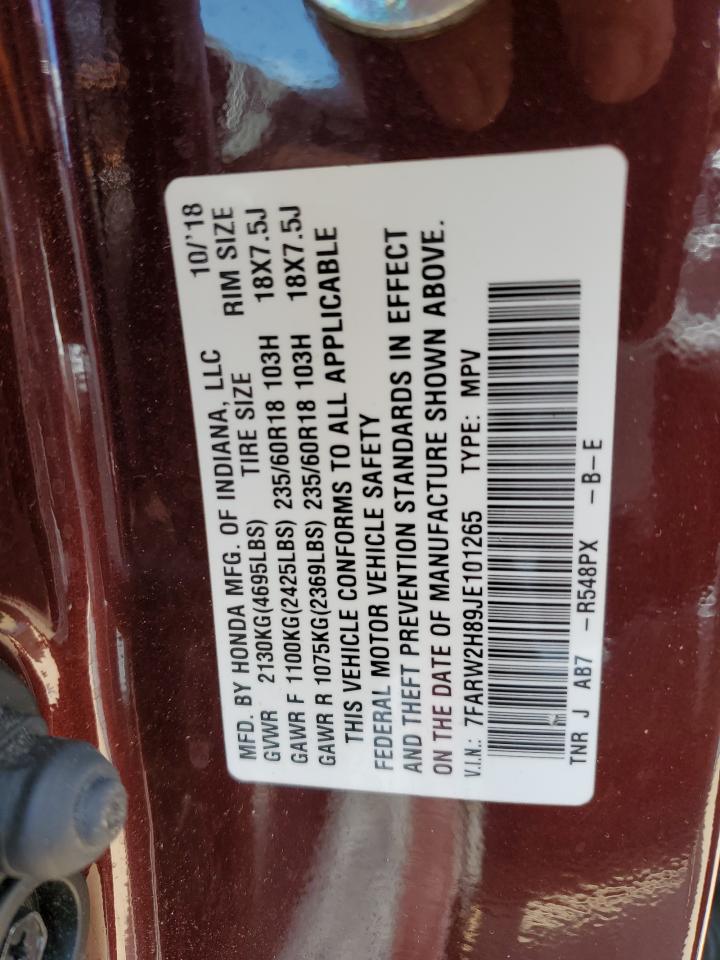 MFD. BY HONDA MFG. OF INDIANA, LLC 10/'18
GVWR 2130KG(4695LBS) TIRE SIZE RIM SIZE
GAWR F 1100KG(2425LBS) 235/60R18 103H 18X7.5J
GAWR R 1075KG(2369LBS) 235/60R18 103H 18X7.5J
THIS VEHICLE CONFORMS TO ALL APPLICABLE
FEDERAL MOTOR VEHICLE SAFETY
AND THEFT PREVENTION STANDARDS IN EFFECT
ON THE DATE OF MANUFACTURE SHOWN ABOVE.
V.I.N.: 7FARW2H89JE101265 TYPE: MPV
TNR J AB7 -R548PX -B-E